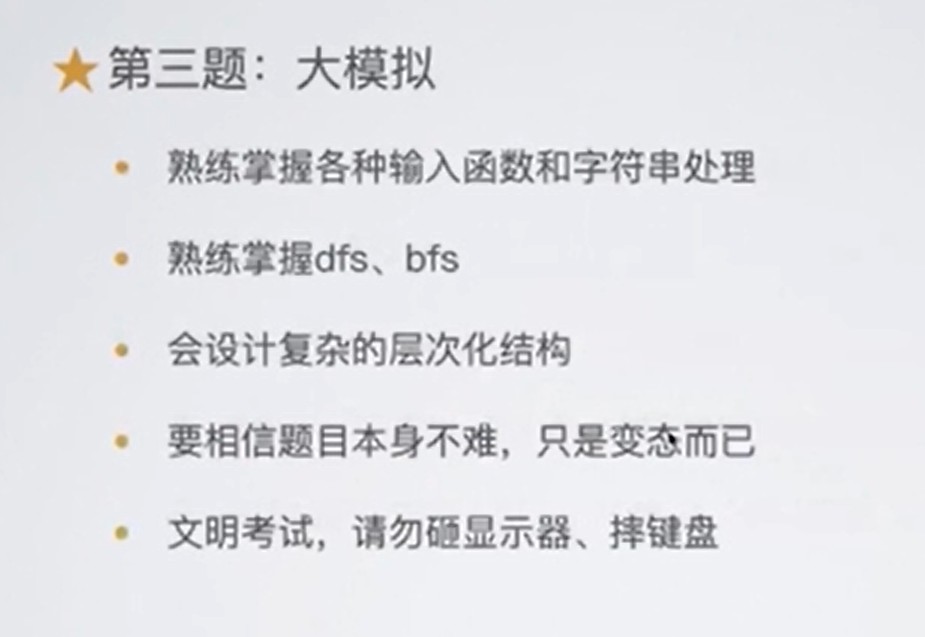 ★第三题：大模拟
• 熟练掌握各种输入函数和字符串处理
• 熟练掌握dfs、bfs
• 会设计复杂的层次化结构
• 要相信题目本身不难，只是变态而已
• 文明考试，请勿砸显示器、摔键盘